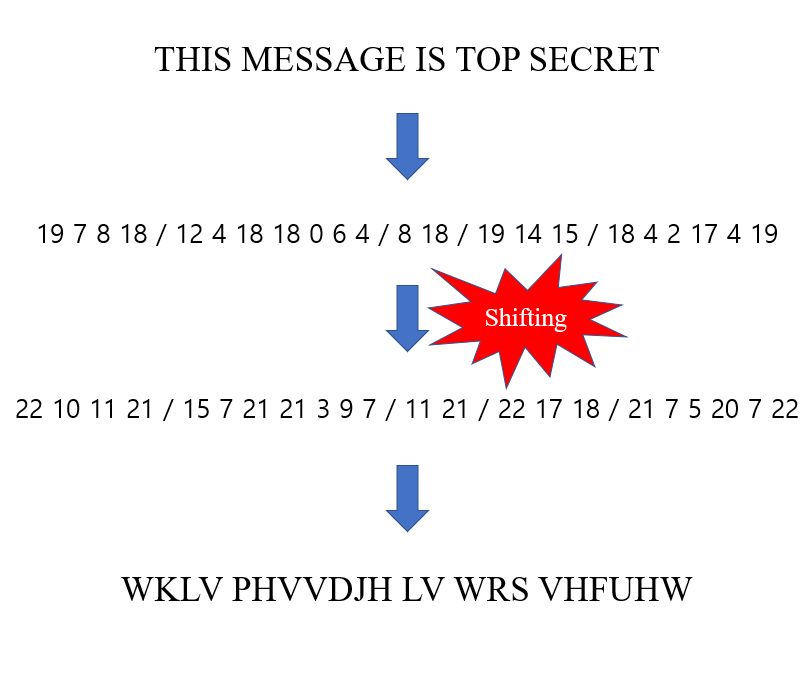 THIS MESSAGE IS TOP SECRET
19 7 8 18 / 12 4 18 18 0 6 4 / 8 18 / 19 14 15 / 18 4 2 17 4 19
Shifting
22 10 11 21 / 15 7 21 21 3 9 7 / 11 21 / 22 17 18 / 21 7 5 20 7 22
WKLV PHVVDJH LV WRS VHFUHW